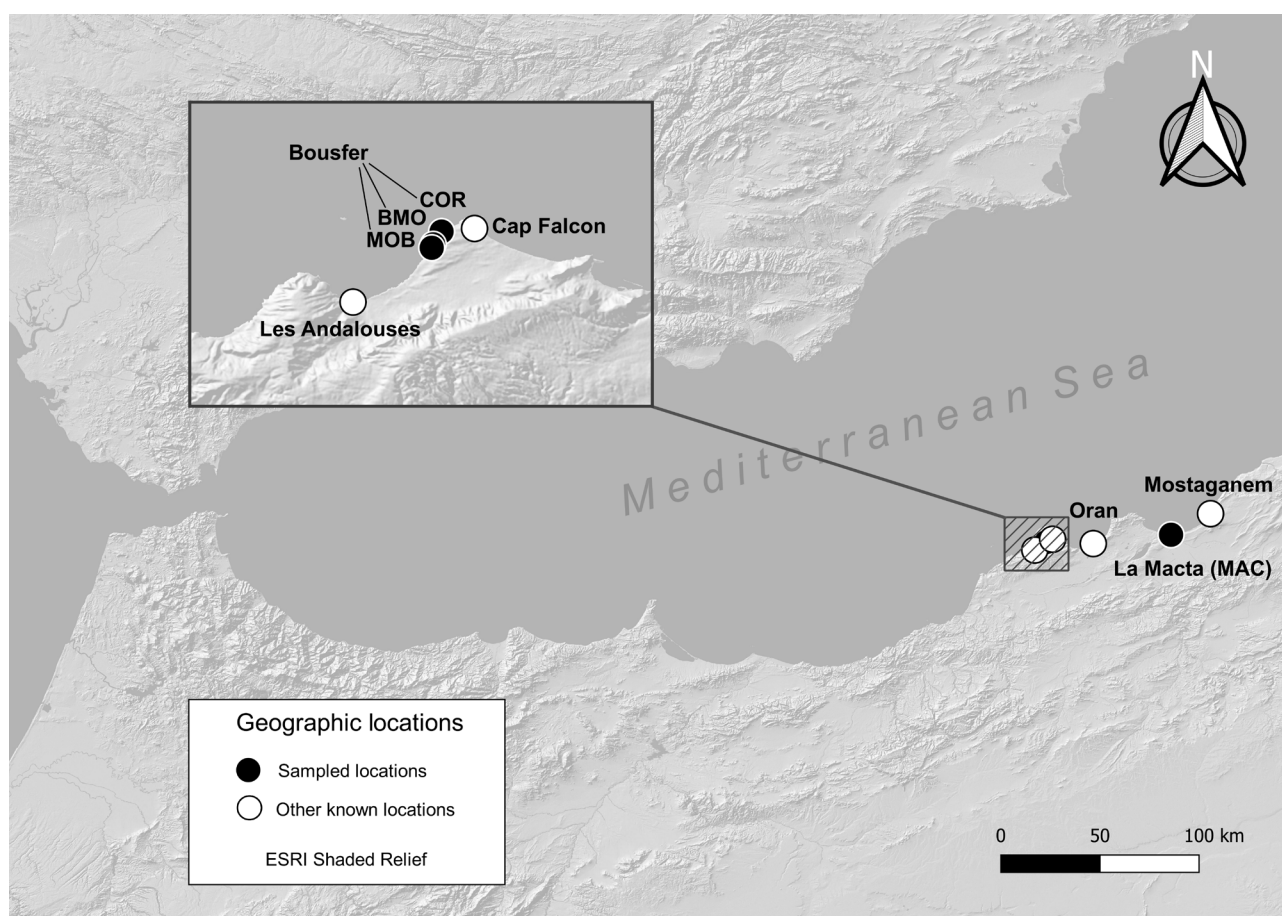 N
Bousfer
COR
BMO
Cap Falcon
MOB
Les Andalouses
Mediterranean Sea
Mostaganem
Oran
La Macta (MAC)
Geographic locations
Sampled locations
Other known locations
ESRI Shaded Relief
0 50 100 km